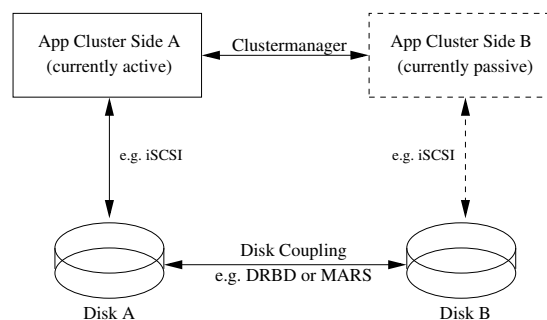 App Cluster Side A
(currently active)
Clustermanager
App Cluster Side B
(currently passive)
e.g. iSCSI
e.g. iSCSI
Disk Coupling
e.g. DRBD or MARS
Disk A
Disk B